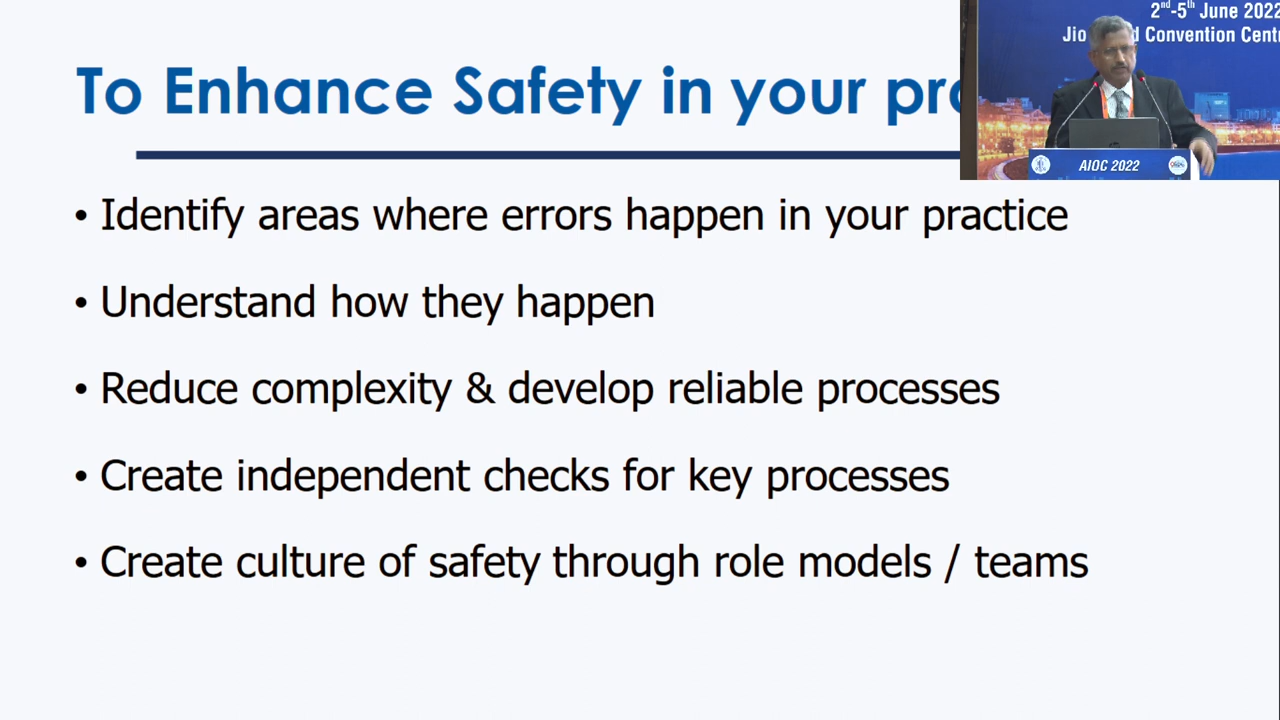 To Enhance Safety in your
• Identify areas where errors happen in your practice
• Understand how they happen
• Reduce complexity & develop reliable processes
• Create independent checks for key processes
• Create culture of safety through role models / teams
2nd-5th June 2022
Jio Convention
AIOC 2022